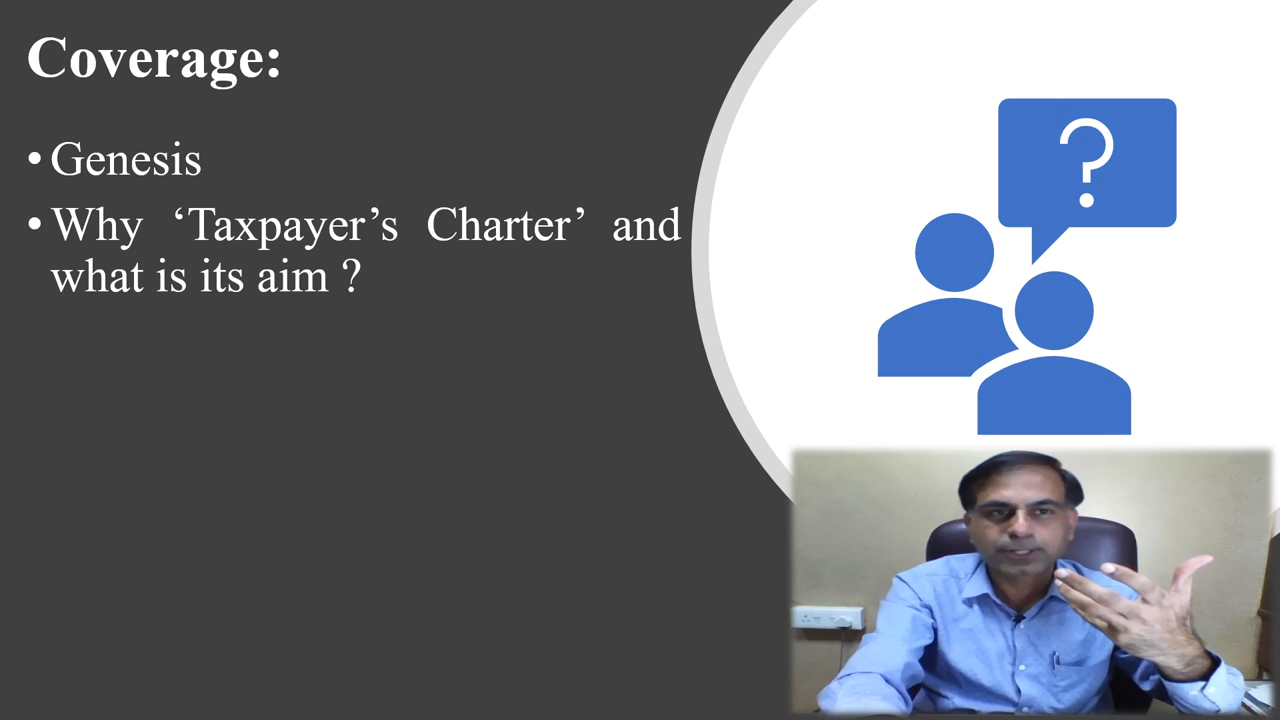 Coverage:
• Genesis
• Why ‘Taxpayer’s Charter’ and
what is its aim ?
?